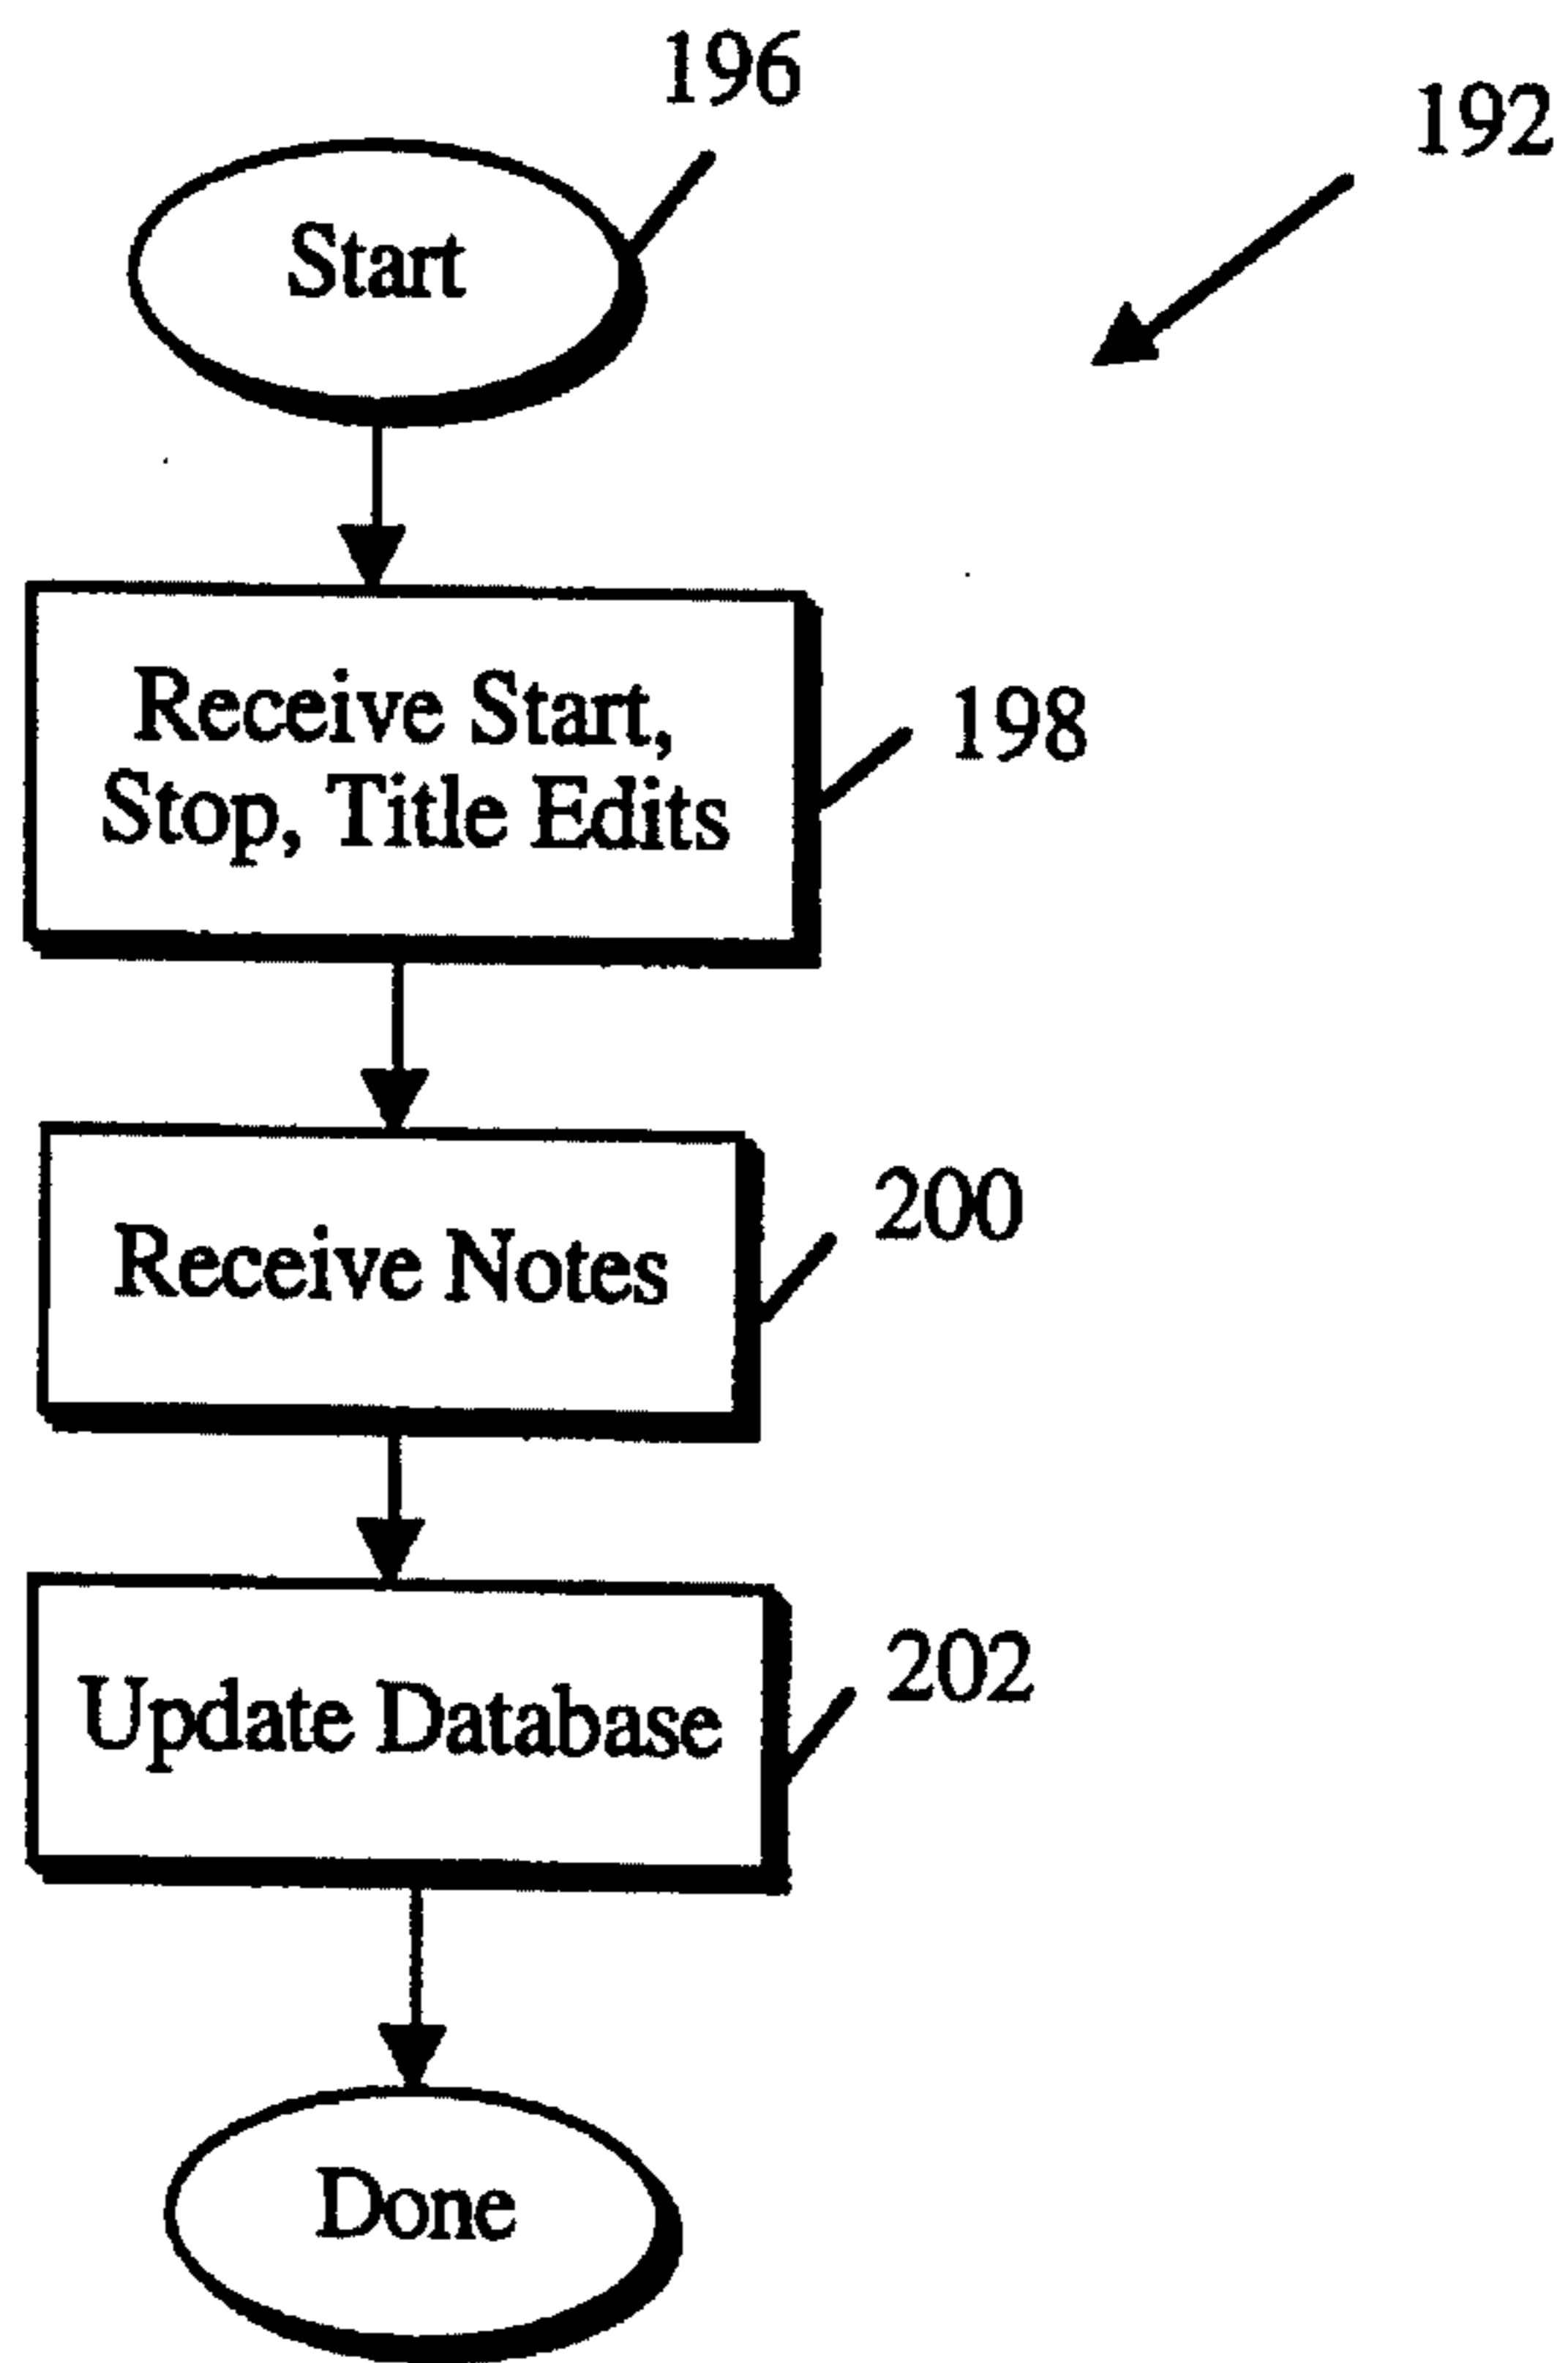 196
192
Start
Receive Start,
Stop, Title Edits
198
Receive Notes
200
Update Database
202
Done